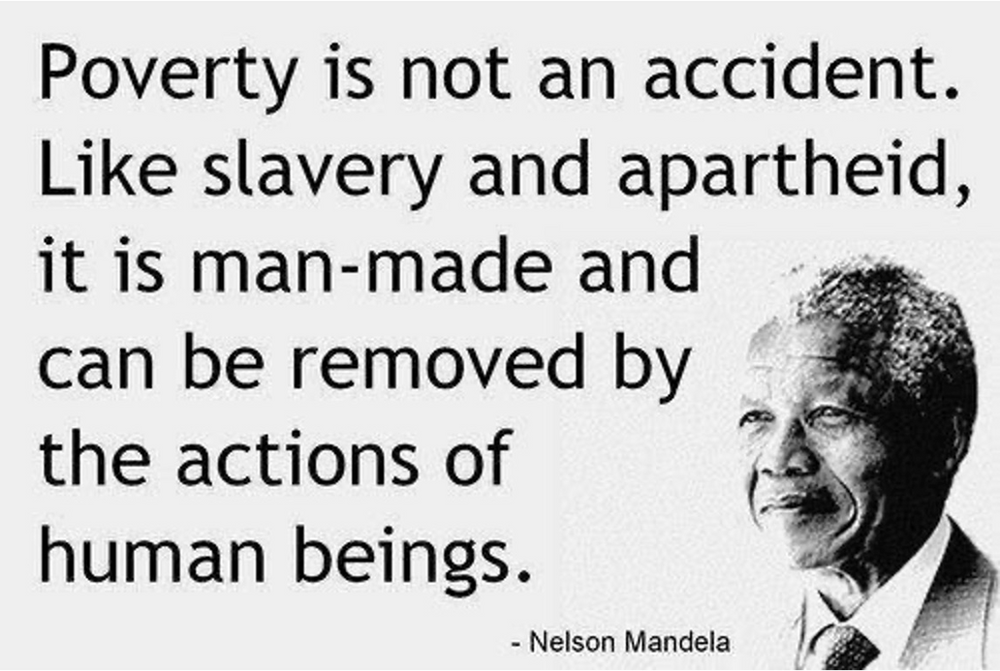 Poverty is not an accident.
Like slavery and apartheid,
it is man-made and
can be removed by
the actions of
human beings.
- Nelson Mandela